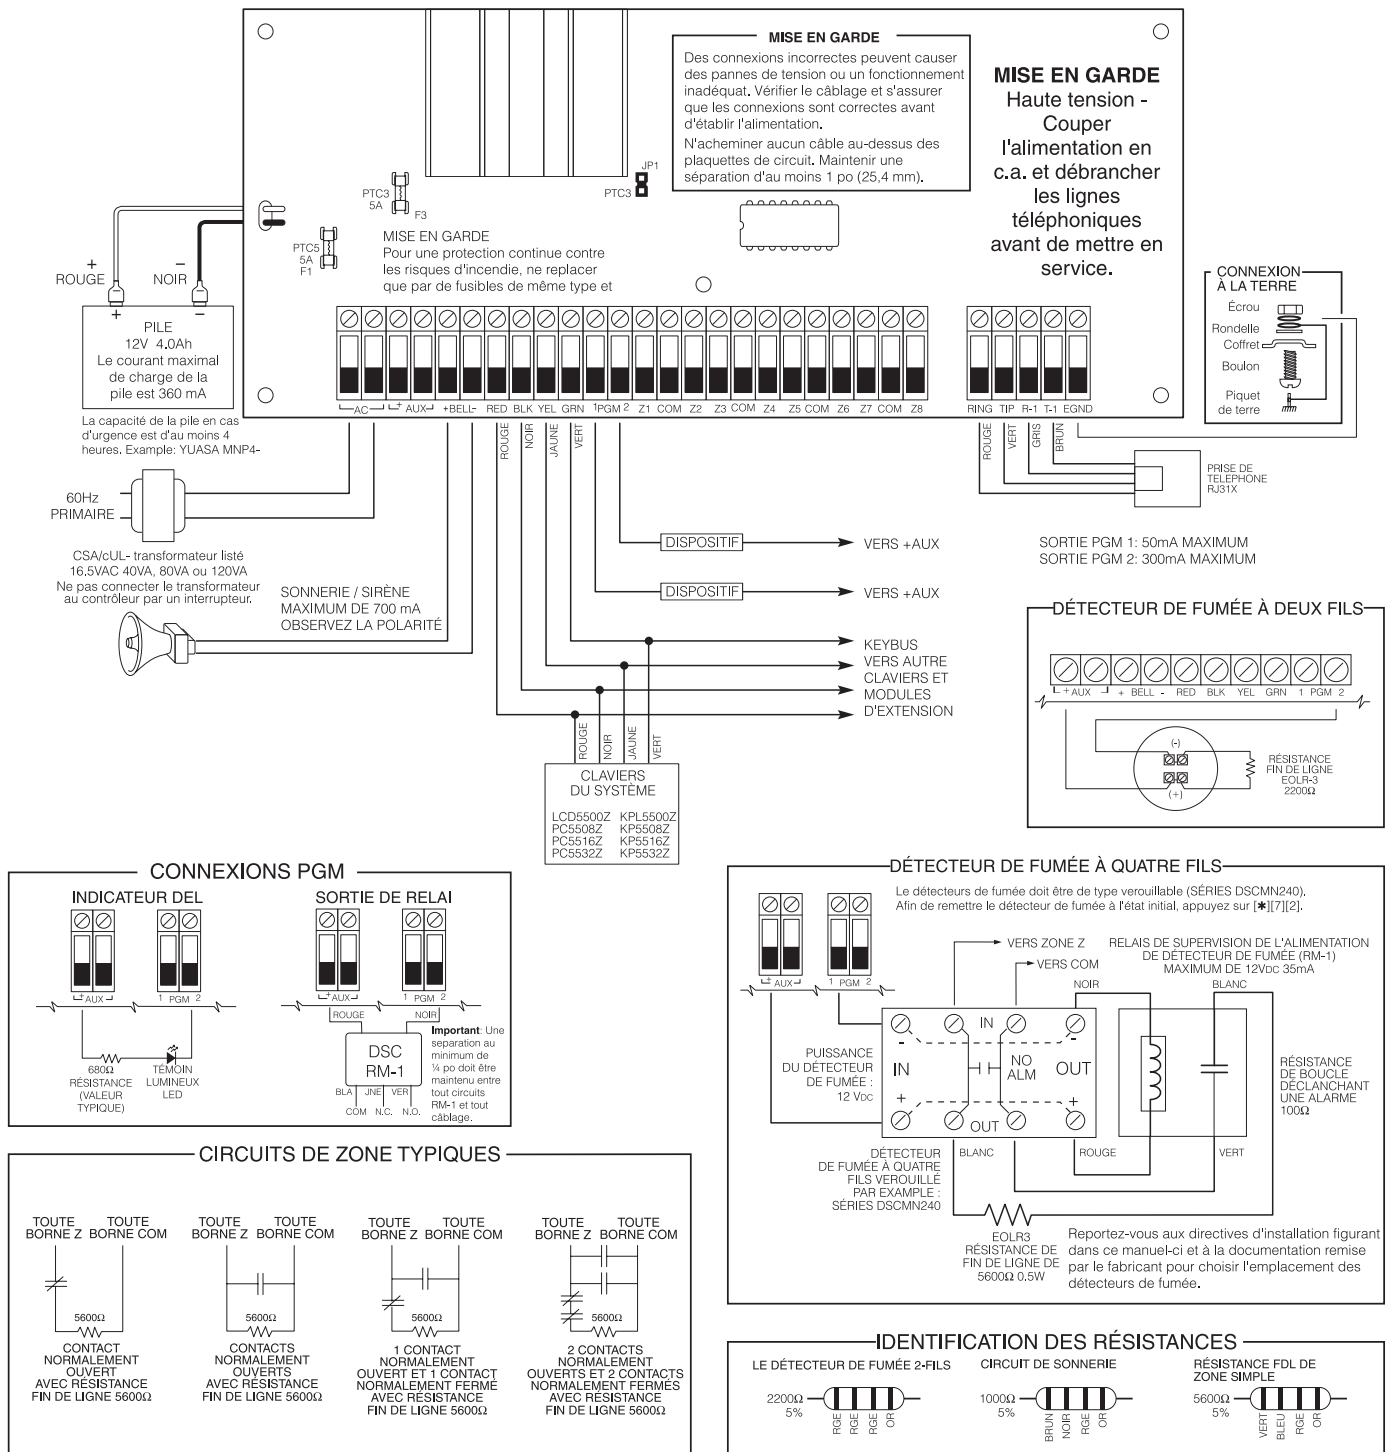 MISE EN GARDE
Des connexions incorrectes peuvent causer
des pannes de tension ou un fonctionnement
inadéquat. Vérifier le câblage et s'assurer
que les connexions sont correctes avant
d'établir l'alimentation.
N'acheminer aucun câble au-dessus des
plaquettes de circuit. Maintenir une
séparation d'au moins 1 po (25,4 mm).
MISE EN GARDE
Haute tension -
Couper
l'alimentation en
c.a. et débrancher
les lignes
téléphoniques
avant de mettre en
service.
JP1
PTC3
PTC3
5A
F3
PTC5
5A
F1
MISE EN GARDE
Pour une protection continue contre
les risques d'incendie, ne replacer
que par de fusibles de même type et
+
ROUGE
–
NOIR
+ –
PILE
12V 4.0Ah
Le courant maximal
de charge de la
pile est 360 mA
La capacité de la pile en cas
d'urgence est d'au moins 4
heures. Example: YUASA MNP4-
AC + AUX +BELL- RED BLK YEL GRN 1 PGM 2 Z1 COM Z2 Z3 COM Z4 Z5 COM Z6 Z7 COM Z8
RING TIP R-1 T-1 EGND
ROUGE
NOIR
JAUNE
VERT
ROUGE
VERT
GRIS
BRUN
CONNEXION
À LA TERRE
Écrou
Rondelle
Coffret
Boulon
Piquet
de terre
PRISE DE
TELEPHONE
RJ31X
60Hz
PRIMAIRE
CSA/cUL- transformateur listé
16.5VAC 40VA, 80VA ou 120VA
Ne pas connecter le transformateur
au contrôleur par un interrupteur.
SONNERIE / SIRÈNE
MAXIMUM DE 700 mA
OBSERVEZ LA POLARITÉ
DISPOSITIF
VERS +AUX
DISPOSITIF
VERS +AUX
KEYBUS
VERS AUTRE
CLAVIERS ET
MODULES
D'EXTENSION
ROUGE
NOIR
JAUNE
VERT
CLAVIERS
DU SYSTÈME
LCD5500Z KPL5500Z
PC5508Z KP5508Z
PC5516Z KP5516Z
PC5532Z KP5532Z
SORTIE PGM 1: 50mA MAXIMUM
SORTIE PGM 2: 300mA MAXIMUM
DÉTECTEUR DE FUMÉE À DEUX FILS
+ AUX - + BELL - RED BLK YEL GRN 1 PGM 2
(-)
(+)
RÉSISTANCE
FIN DE LIGNE
EOLR-3
2200Ω
CONNEXIONS PGM
INDICATEUR DEL
+ AUX 1 PGM 2
680Ω
RÉSISTANCE
(VALEUR
TYPIQUE)
TÉMOIN
LUMINEUX
LED
SORTIE DE RELAI
+ AUX 1 PGM 2
ROUGE NOIR
DSC
RM-1
BLA JNE VER
COM N.C. N.O.
Important: Une
separation au
minimum de
¼ po doit être
maintenu entre
tout circuits
RM-1 et tout
câblage.
DÉTECTEUR DE FUMÉE À QUATRE FILS
Le détecteurs de fumée doit être de type verouillable (SÉRIES DSCMN240).
Afin de remettre le détecteur de fumée à l'état initial, appuyez sur [✱][7][2].
+ AUX 1 PGM 2
VERS ZONE Z
VERS COM
RELAIS DE SUPERVISION DE L'ALIMENTATION
DE DÉTECTEUR DE FUMÉE (RM-1)
MAXIMUM DE 12VDC 35mA
NOIR BLANC
PUISSANCE
DU DÉTECTEUR
DE FUMÉE :
12 VDC
IN
- -
IN NO
ALM OUT
+ +
OUT
RÉSISTANCE
DE BOUCLE
DÉCLANCHANT
UNE ALARME
100Ω
BLANC ROUGE VERT
DÉTECTEUR
DE FUMÉE À QUATRE
FILS VEROUILLÉ
PAR EXAMPLE :
SÉRIES DSCMN240
EOLR3
RÉSISTANCE DE
FIN DE LIGNE DE
5600Ω 0.5W
Reportez-vous aux directives d'installation figurant
dans ce manuel-ci et à la documentation remise
par le fabricant pour choisir l'emplacement des
détecteurs de fumée.
CIRCUITS DE ZONE TYPIQUES
TOUTE TOUTE
BORNE Z BORNE COM
5600Ω
CONTACT
NORMALEMENT
OUVERT
AVEC RÉSISTANCE
FIN DE LIGNE 5600Ω
TOUTE TOUTE
BORNE Z BORNE COM
5600Ω
CONTACTS
NORMALEMENT
OUVERTS
AVEC RÉSISTANCE
FIN DE LIGNE 5600Ω
TOUTE TOUTE
BORNE Z BORNE COM
5600Ω
1 CONTACT
NORMALEMENT
OUVERT ET 1 CONTACT
NORMALEMENT FERMÉ
AVEC RÉSISTANCE
FIN DE LIGNE 5600Ω
TOUTE TOUTE
BORNE Z BORNE COM
5600Ω
2 CONTACTS
NORMALEMENT
OUVERTS ET 2 CONTACTS
NORMALEMENT FERMÉS
AVEC RÉSISTANCE
FIN DE LIGNE 5600Ω
IDENTIFICATION DES RÉSISTANCES
LE DÉTECTEUR DE FUMÉE 2-FILS
2200Ω
5%
RGE
RGE
RGE
OR
CIRCUIT DE SONNERIE
1000Ω
5%
BRUN
NOIR
RGE
OR
RÉSISTANCE FDL DE
ZONE SIMPLE
5600Ω
5%
VERT
BLEU
RGE
OR